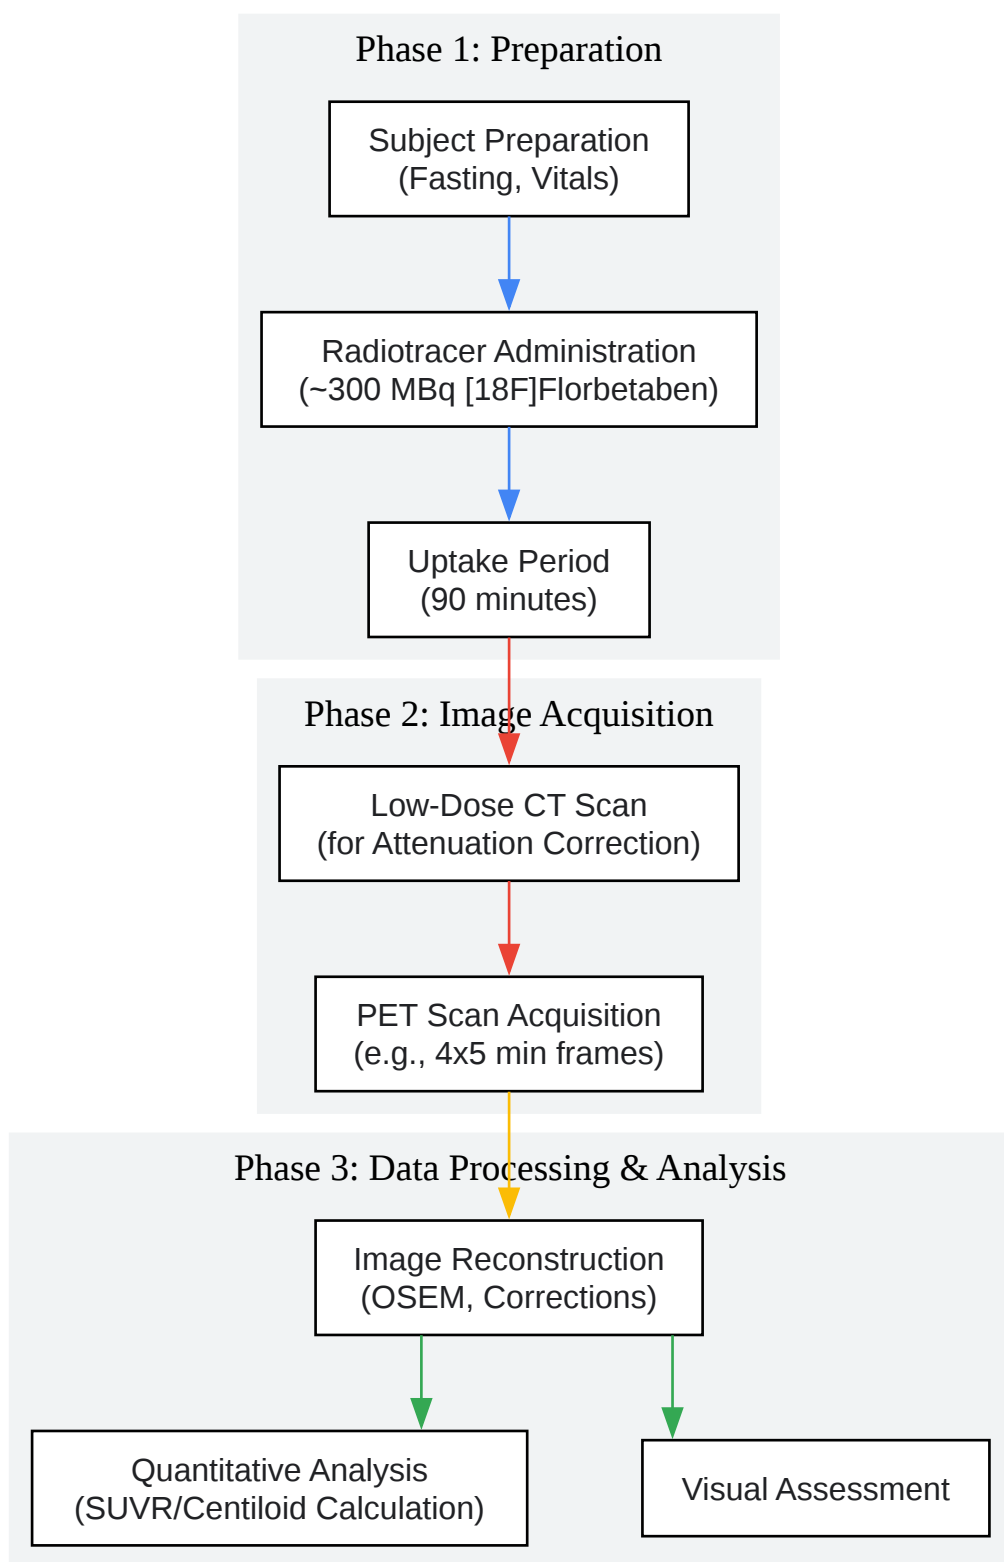 Phase 1: Preparation
Subject Preparation
(Fasting, Vitals)
Radiotracer Administration
(~300 MBq [18F]Florbetaben)
Uptake Period
(90 minutes)
Phase 2: Image Acquisition
Low-Dose CT Scan
(for Attenuation Correction)
PET Scan Acquisition
(e.g., 4x5 min frames)
Phase 3: Data Processing & Analysis
Image Reconstruction
(OSEM, Corrections)
Quantitative Analysis
(SUVR/Centiloid Calculation)
Visual Assessment